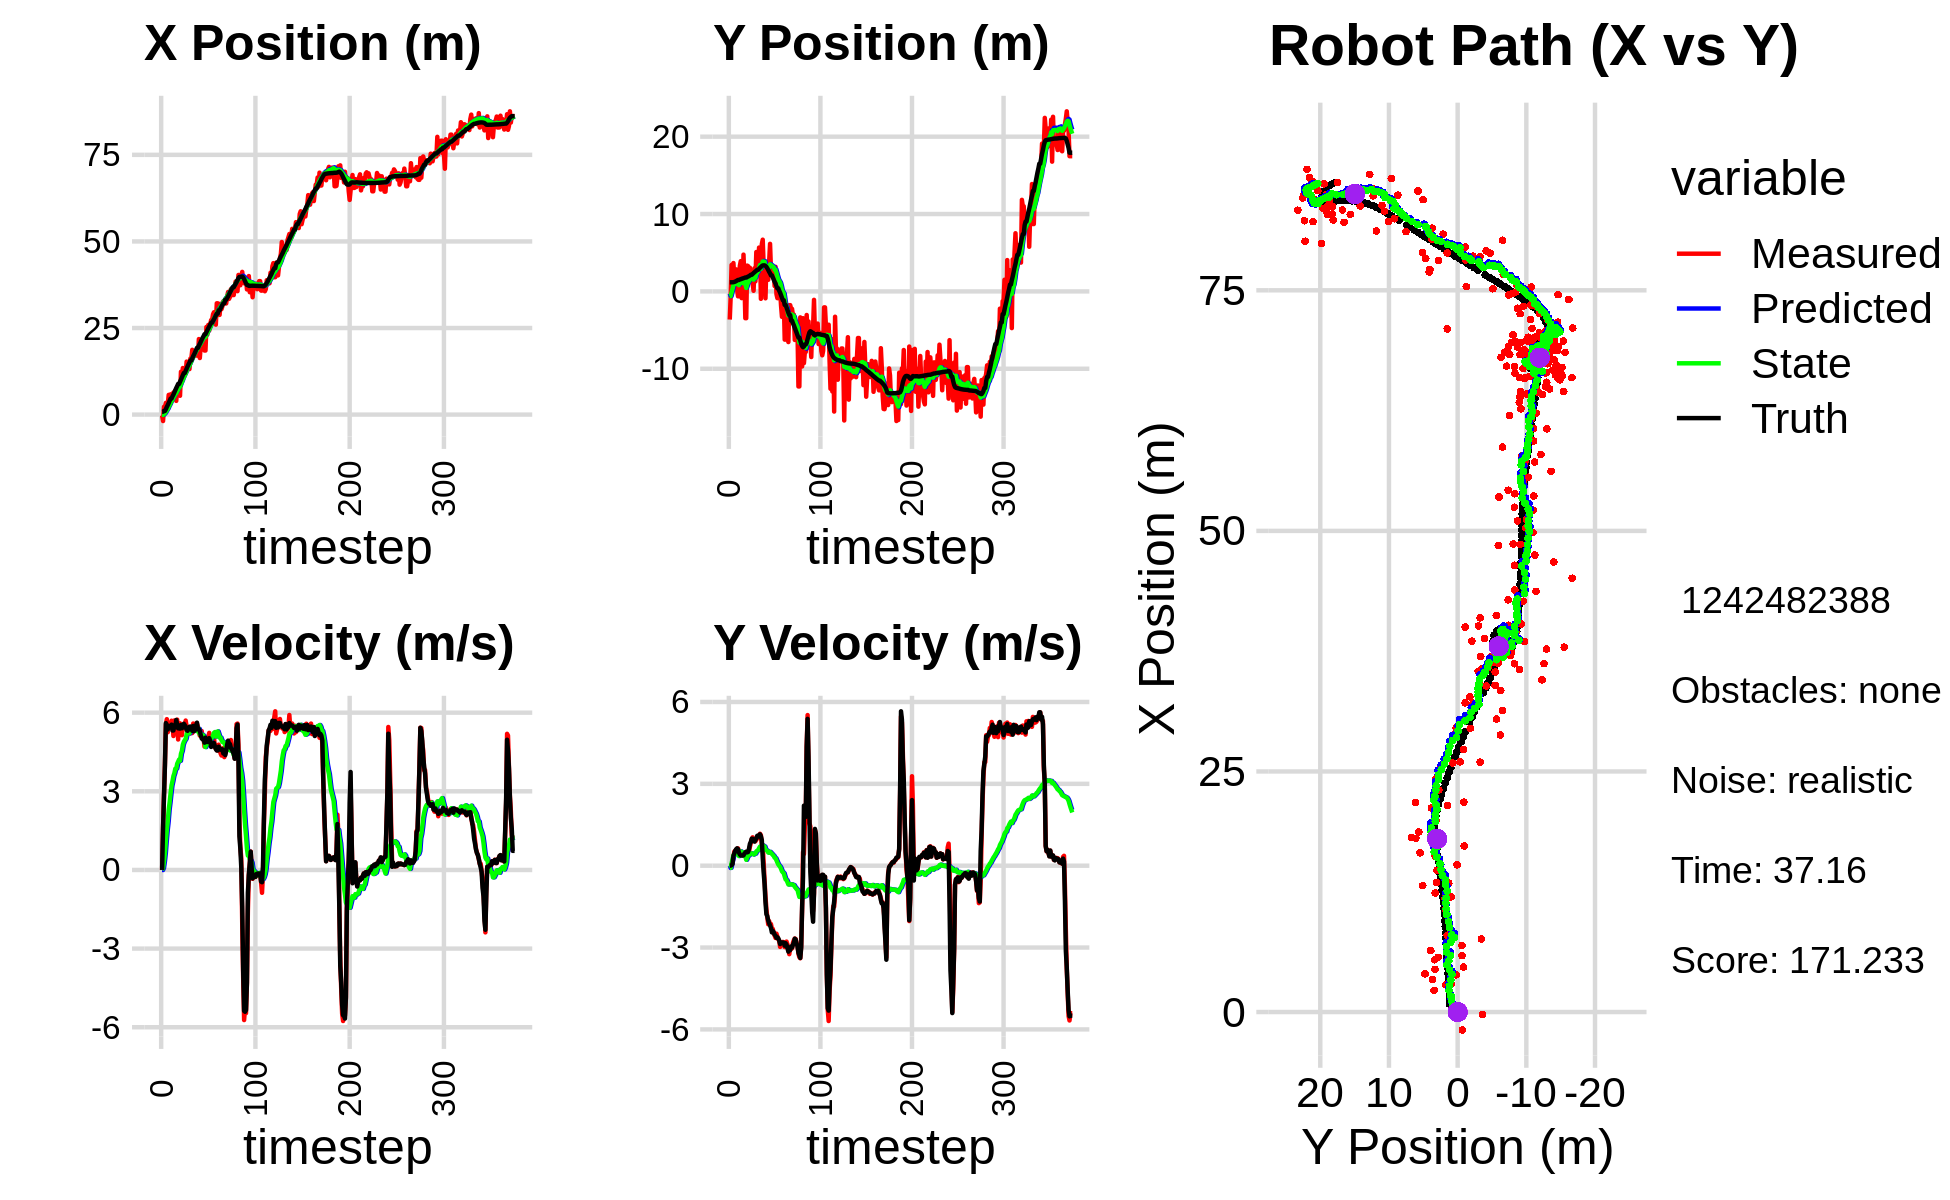 X Position (m)
75
50
25
0
0
100
200
300
timestep
Y Position (m)
20
10
0
-10
0
100
200
300
timestep
X Velocity (m/s)
6
3
0
-3
-6
0
100
200
300
timestep
Y Velocity (m/s)
6
3
0
-3
-6
0
100
200
300
timestep
Robot Path (X vs Y)
X Position (m)
75
50
25
0
20 10 0 -10 -20
Y Position (m)
variable
Measured
Predicted
State
Truth
1242482388
Obstacles: none
Noise: realistic
Time: 37.16
Score: 171.233